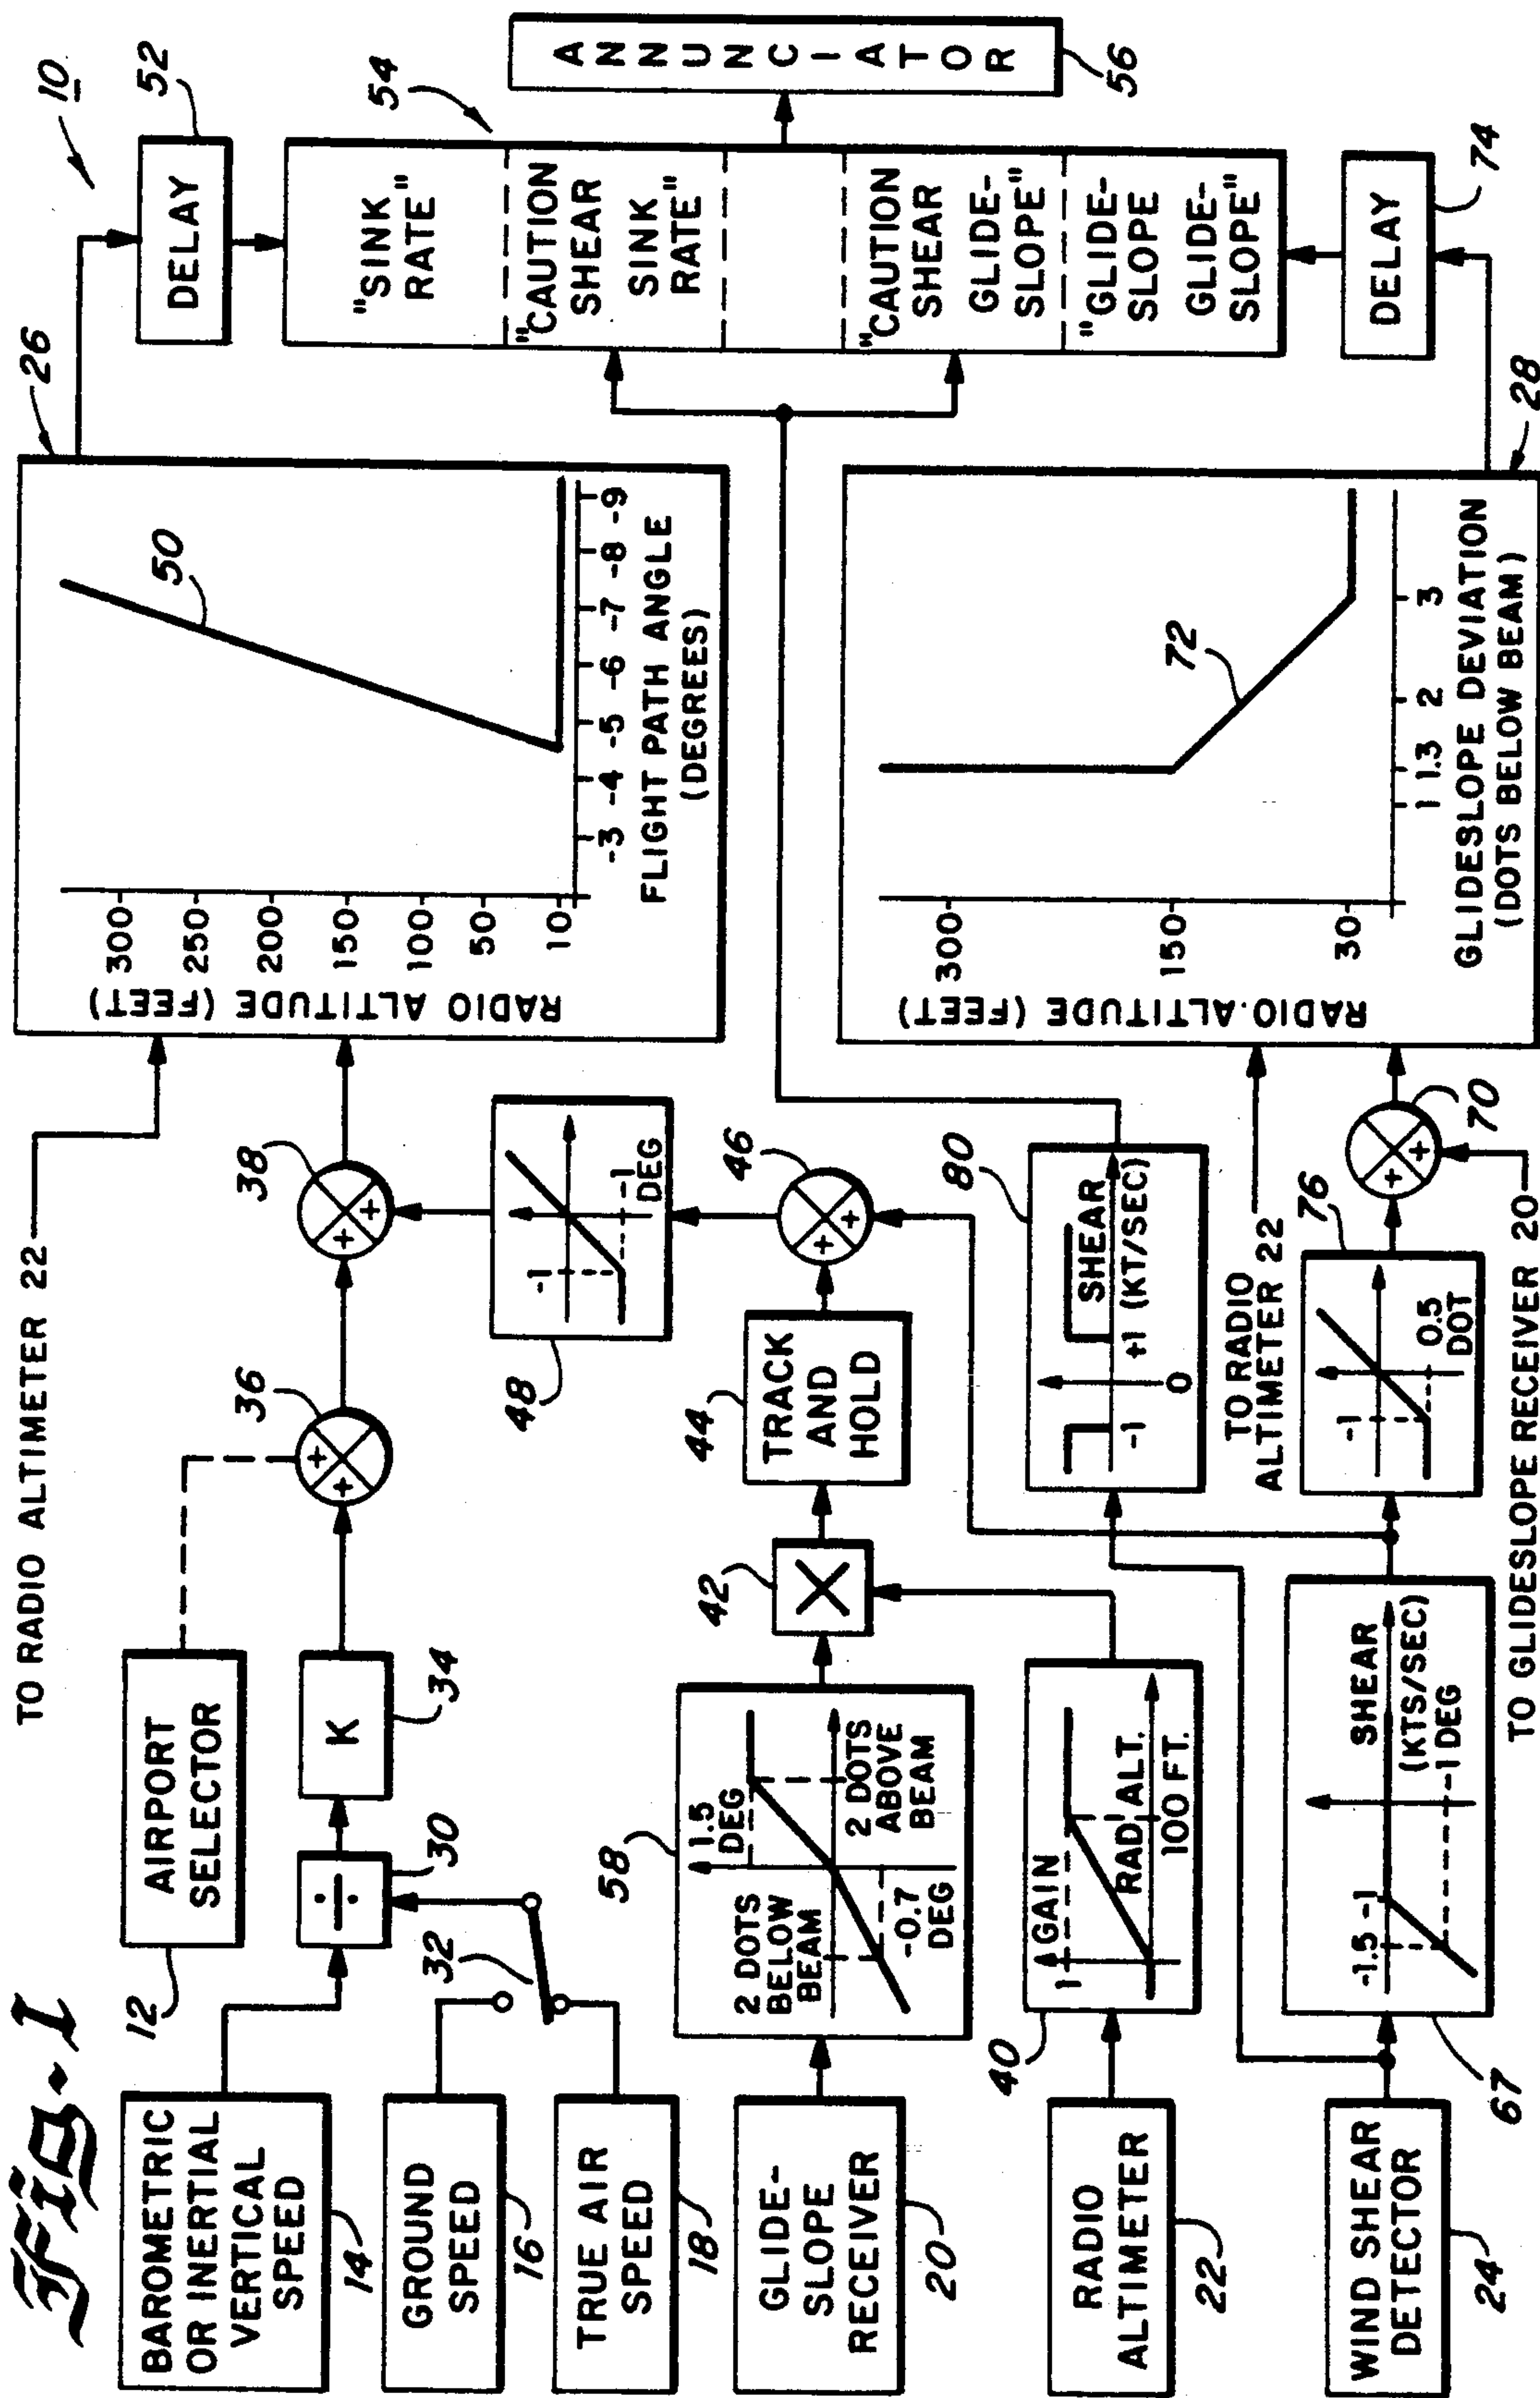 Fig-1
10
TO RADIO ALTIMETER 22
AIRPORT
SELECTOR
12
BAROMETRIC
OR INERTIAL
VERTICAL
SPEED
14
GROUND
SPEED
16
TRUE AIR
SPEED
18
GLIDE-
SLOPE
RECEIVER
20
RADIO
ALTIMETER
22
WIND SHEAR
DETECTOR
24
÷
30
32
K
34
+
+
36
+
+
38
2 DOTS
BELOW
BEAM
1.5
DEG
2 DOTS
ABOVE
BEAM
-0.7
DEG
58
GAIN
1
RAD ALT.
100 FT.
40
-1.5
-1
SHEAR
(KTS/SEC)
-1 DEG
67
X
42
TRACK
AND
HOLD
44
+
+
46
-1
-1
DEG
48
SHEAR
-1
0
+1
(KT/SEC)
80
TO RADIO
ALTIMETER 22
-1
0.5
DOT
76
+
+
70
TO GLIDESLOPE RECEIVER 20
RADIO ALTITUDE (FEET)
300
250
200
150
100
50
10
-3 -4 -5 -6 -7 -8 -9
FLIGHT PATH ANGLE
(DEGREES)
50
26
RADIO ALTITUDE (FEET)
300
150
30
1 1.3 2 3
GLIDESLOPE DEVIATION
(DOTS BELOW BEAM)
72
28
DELAY
52
"SINK
RATE"
"CAUTION
SHEAR
SINK
RATE"
"CAUTION
SHEAR
GLIDE-
SLOPE"
"GLIDE-
SLOPE
GLIDE-
SLOPE"
54
DELAY
74
ANNUNCIATOR
56